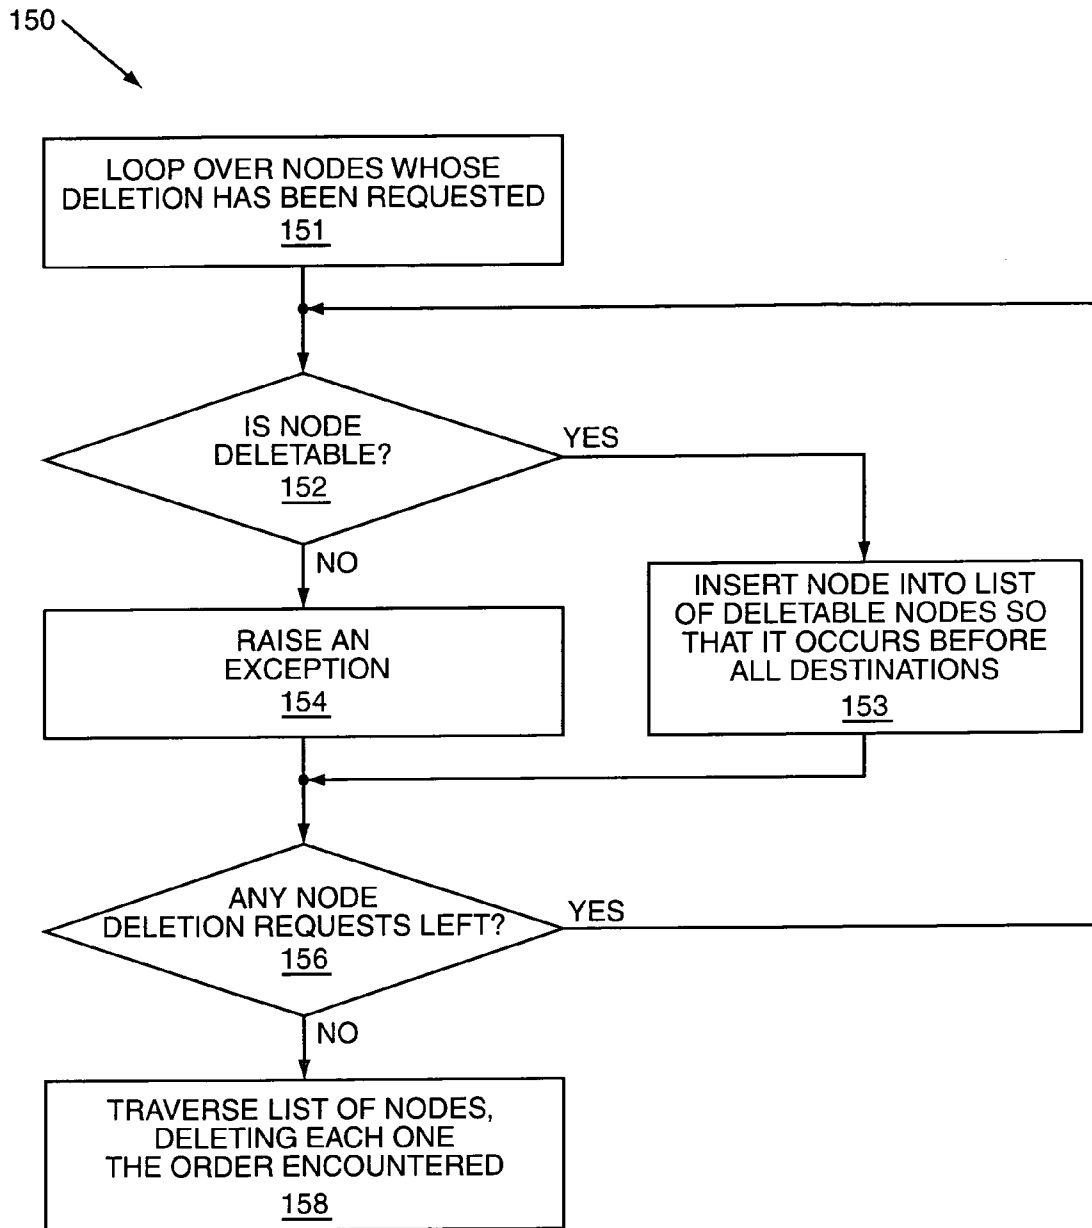 150
LOOP OVER NODES WHOSE
DELETION HAS BEEN REQUESTED
151
IS NODE
DELETABLE?
152
YES
NO
INSERT NODE INTO LIST
OF DELETABLE NODES SO
THAT IT OCCURS BEFORE
ALL DESTINATIONS
153
RAISE AN
EXCEPTION
154
ANY NODE
DELETION REQUESTS LEFT?
156
YES
NO
TRAVERSE LIST OF NODES,
DELETING EACH ONE
THE ORDER ENCOUNTERED
158